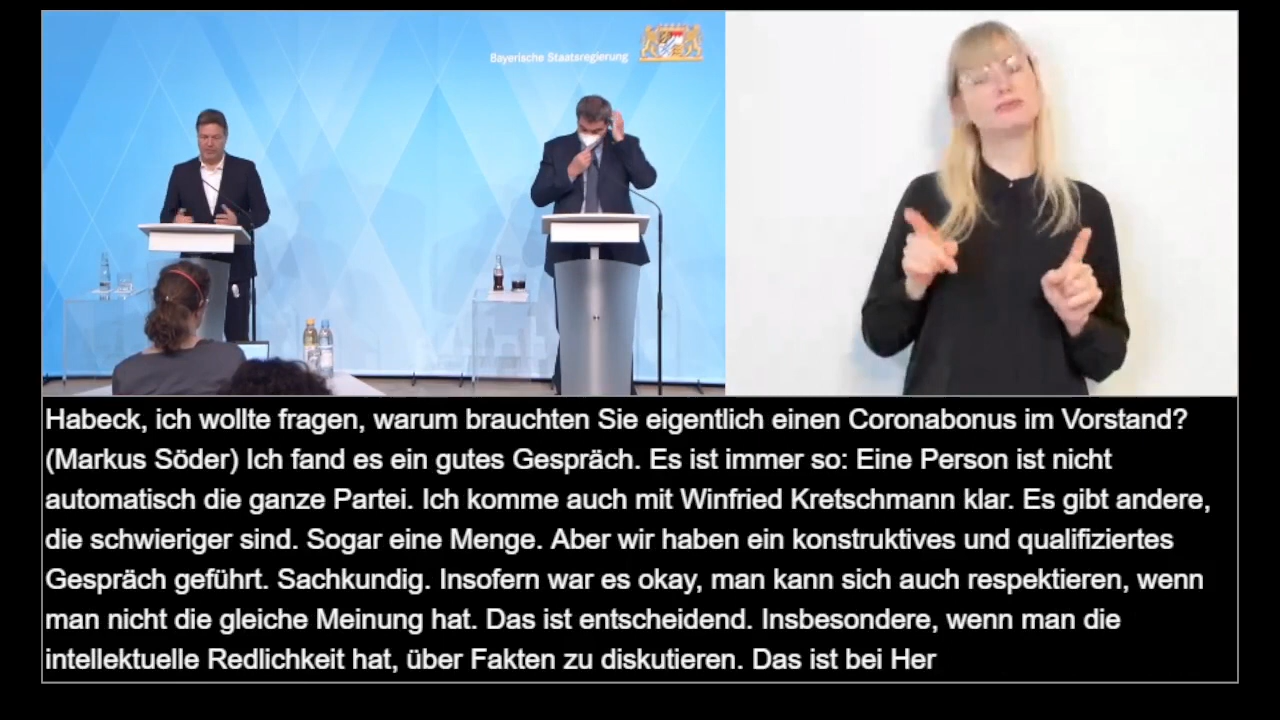 Bayerische Staatsregierung
Habeck, ich wollte fragen, warum brauchten Sie eigentlich einen Coronabonus im Vorstand?
(Markus Söder) Ich fand es ein gutes Gespräch. Es ist immer so: Eine Person ist nicht
automatisch die ganze Partei. Ich komme auch mit Winfried Kretschmann klar. Es gibt andere,
die schwieriger sind. Sogar eine Menge. Aber wir haben ein konstruktives und qualifiziertes
Gespräch geführt. Sachkundig. Insofern war es okay, man kann sich auch respektieren, wenn
man nicht die gleiche Meinung hat. Das ist entscheidend. Insbesondere, wenn man die
intellektuelle Redlichkeit hat, über Fakten zu diskutieren. Das ist bei Her